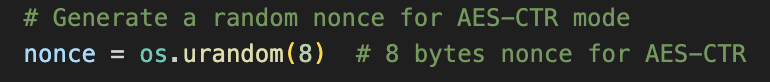 # Generate a random nonce for AES-CTR mode
nonce = os.urandom(8)  # 8 bytes nonce for AES-CTR